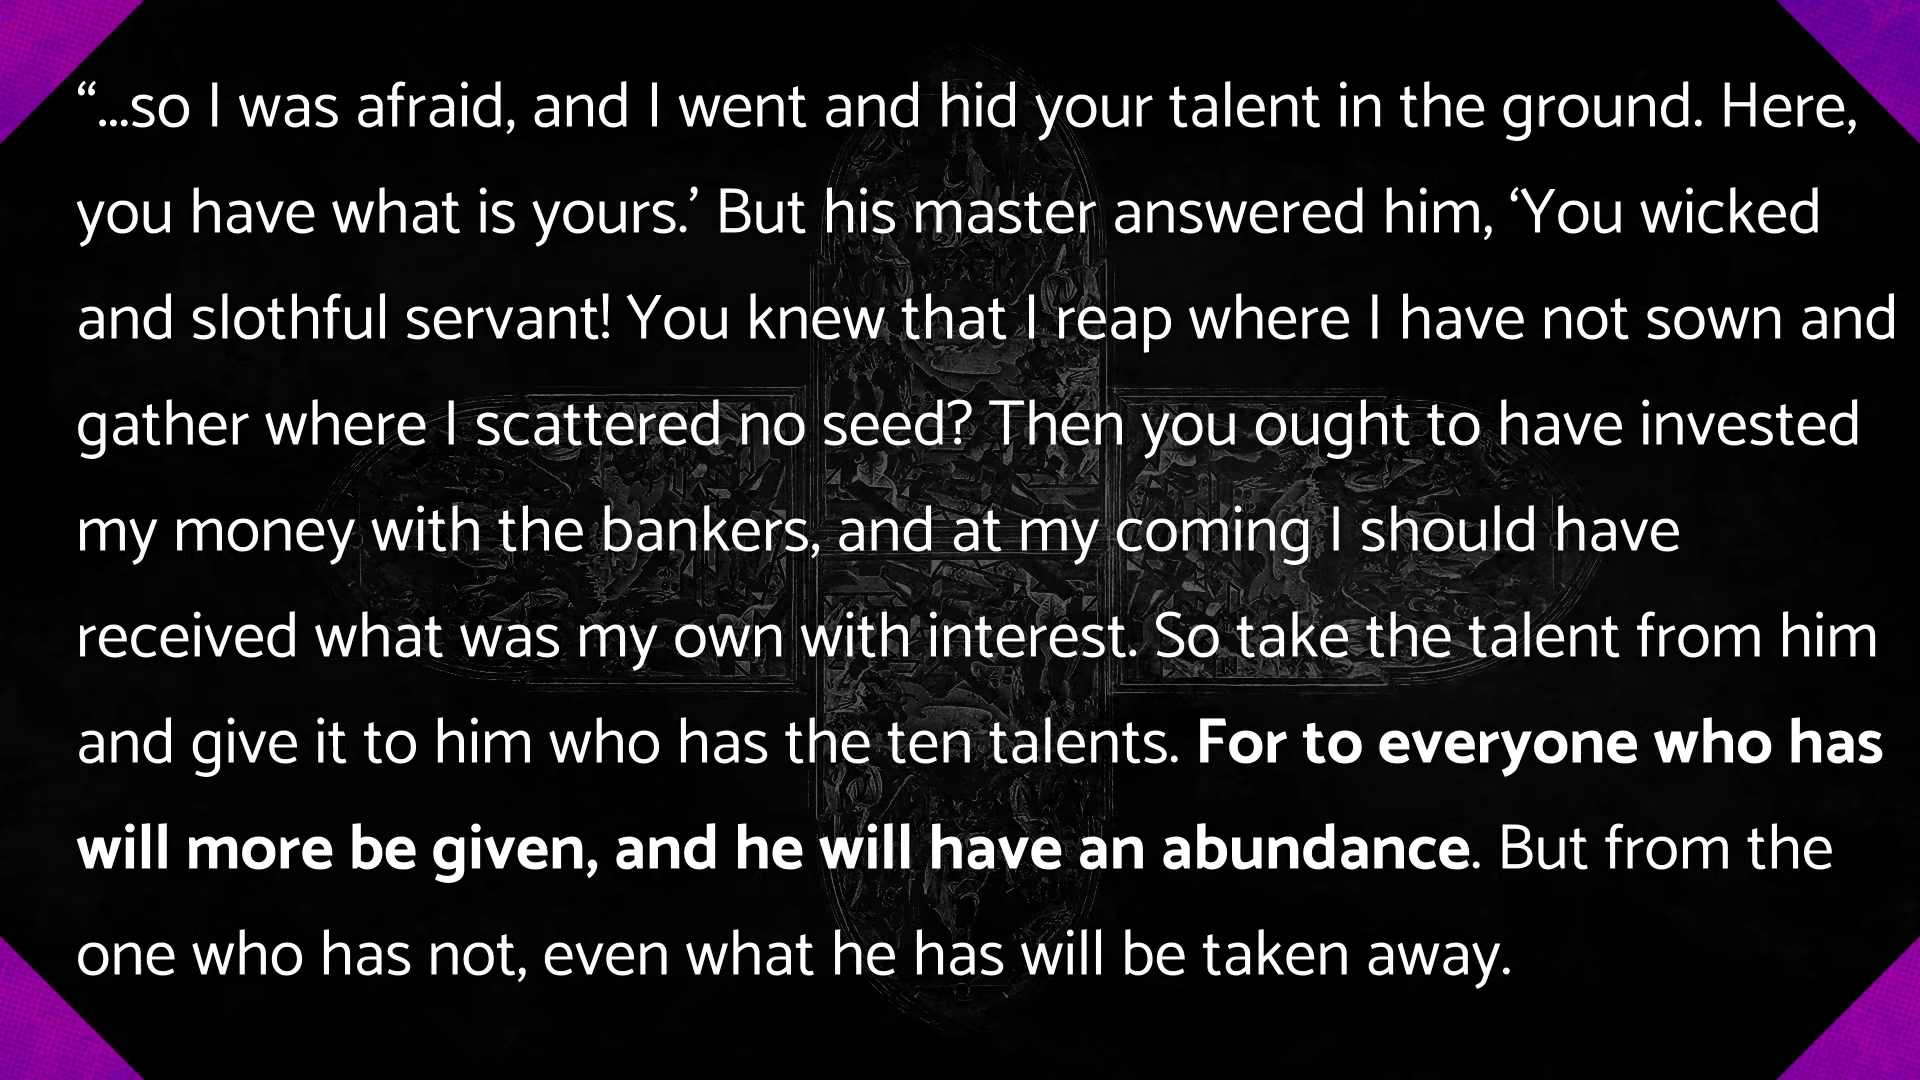 “...so I was afraid, and I went and hid your talent in the ground. Here,
you have what is yours.’ But his master answered him, ‘You wicked
and slothful servant! You knew that I reap where I have not sown and
gather where I scattered no seed? Then you ought to have invested
my money with the bankers, and at my coming I should have
received what was my own with interest. So take the talent from him
and give it to him who has the ten talents. For to everyone who has
will more be given, and he will have an abundance. But from the
one who has not, even what he has will be taken away.